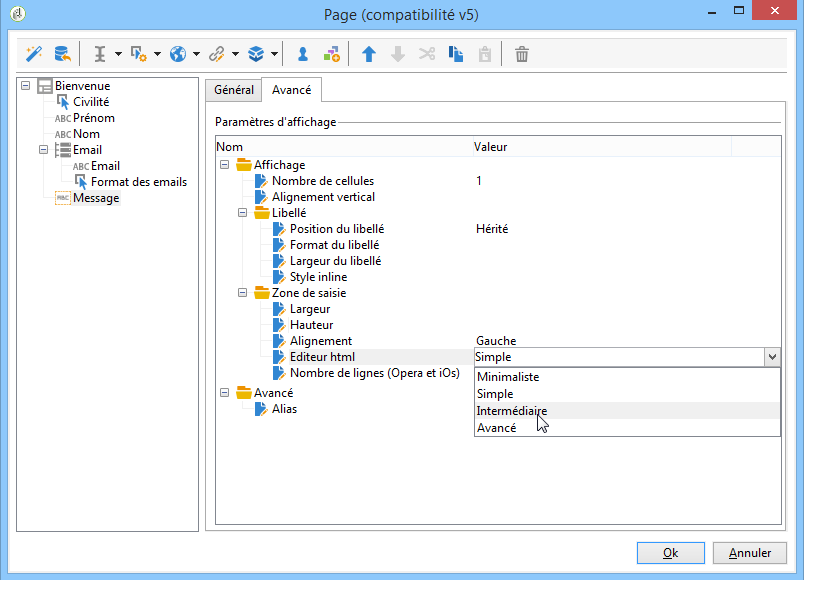 Page (compatibilité v5)
Bienvenue
Civilité
ABC Prénom
ABC Nom
Email
ABC Email
Format des emails
Message
Général
Avancé
Paramètres d'affichage
Nom Valeur
Affichage
Nombre de cellules 1
Alignement vertical
Libellé
Position du libellé Hérité
Format du libellé
Largeur du libellé
Style inline
Zone de saisie
Largeur
Hauteur
Alignement Gauche
Editeur html Simple
Nombre de lignes (Opera et iOs)
Minimaliste
Simple
Intermédiaire
Avancé
Avancé
Alias
Ok
Annuler